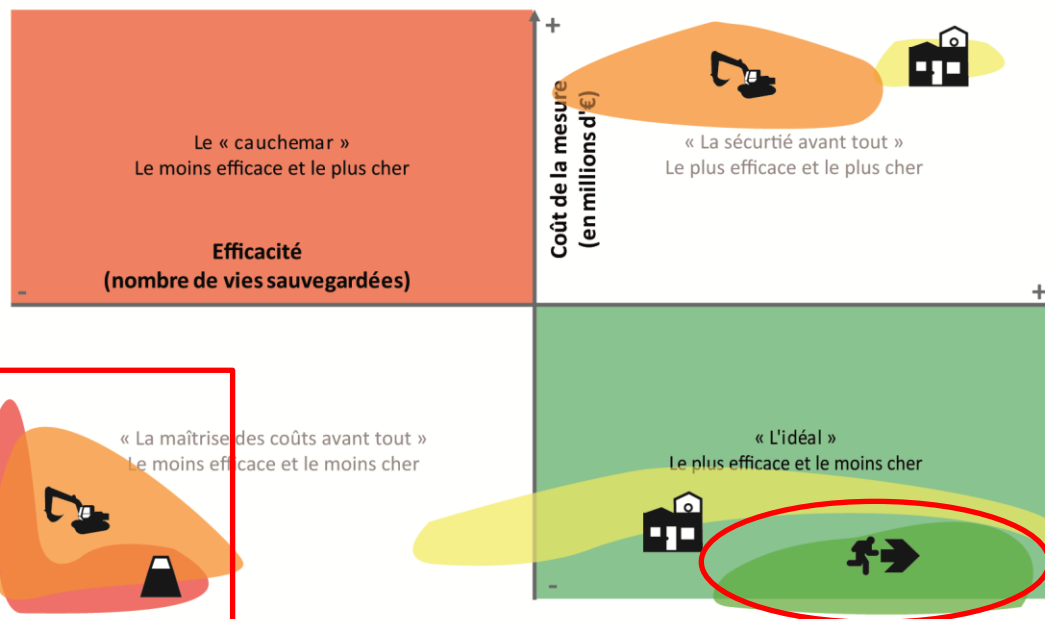 +
Le « cauchemar »
Le moins efficace et le plus cher
Coût de la mesure
(en millions d'€)
« La sécurtié avant tout »
Le plus efficace et le plus cher
Efficacité
(nombre de vies sauvegardées)
-
+
« La maîtrise des coûts avant tout »
Le moins efficace et le moins cher
« L'idéal »
Le plus efficace et le moins cher
-